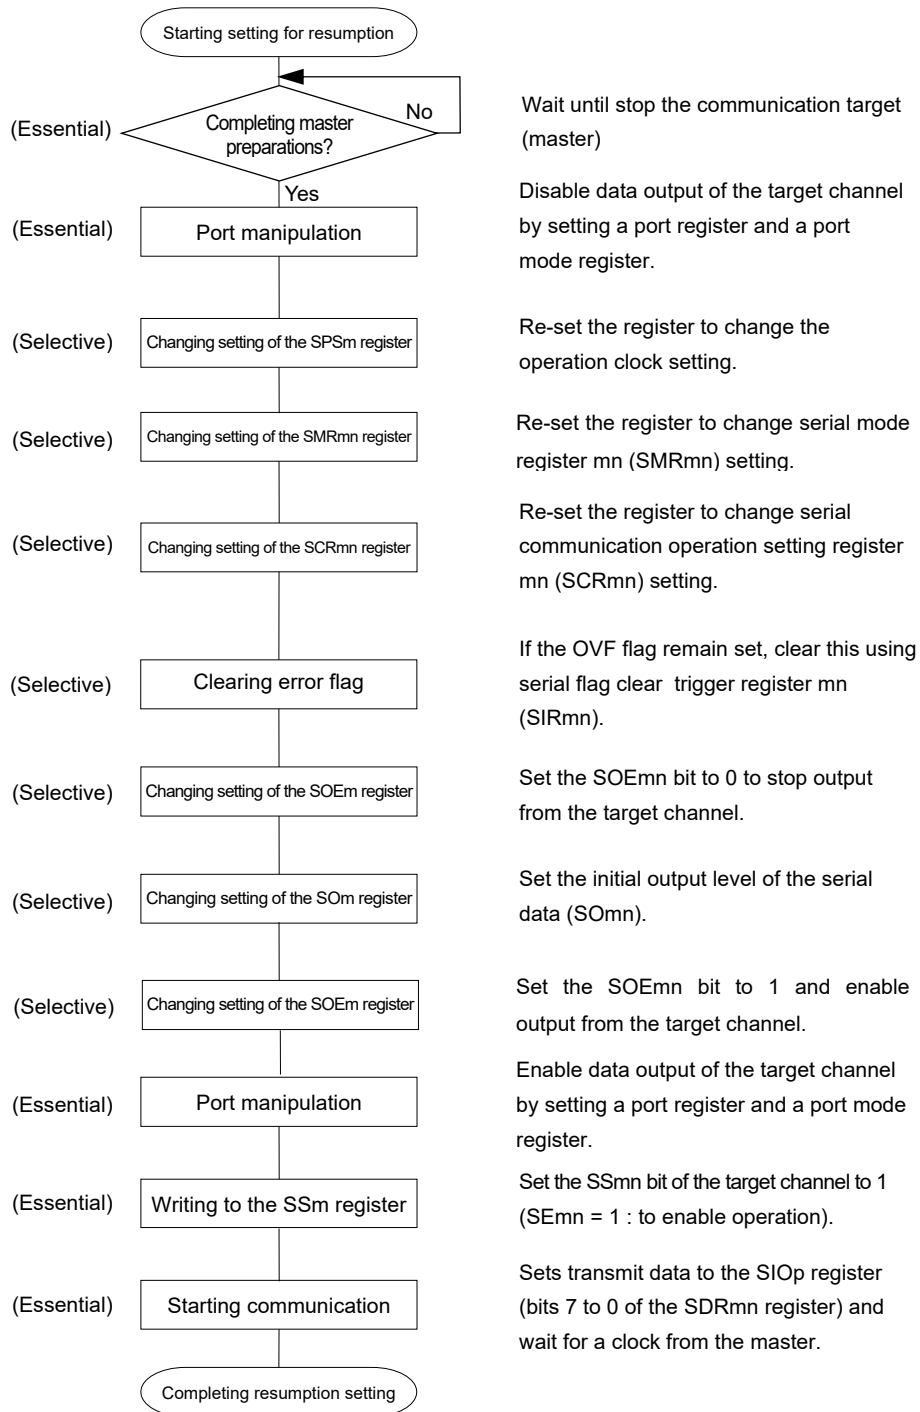 Starting setting for resumption
(Essential)
Completing master
preparations?
No
Wait until stop the communication target
(master)
Yes
(Essential)
Port manipulation
Disable data output of the target channel
by setting a port register and a port
mode register.
(Selective)
Changing setting of the SPSm register
Re-set the register to change the
operation clock setting.
(Selective)
Changing setting of the SMRmn register
Re-set the register to change serial mode
register mn (SMRmn) setting.
(Selective)
Changing setting of the SCRmn register
Re-set the register to change serial
communication operation setting register
mn (SCRmn) setting.
(Selective)
Clearing error flag
If the OVF flag remain set, clear this using
serial flag clear trigger register mn
(SIRmn).
(Selective)
Changing setting of the SOEm register
Set the SOEmn bit to 0 to stop output
from the target channel.
(Selective)
Changing setting of the SOm register
Set the initial output level of the serial
data (SOmn).
(Selective)
Changing setting of the SOEm register
Set the SOEmn bit to 1 and enable
output from the target channel.
(Essential)
Port manipulation
Enable data output of the target channel
by setting a port register and a port mode
register.
(Essential)
Writing to the SSm register
Set the SSmn bit of the target channel to 1
(SEmn = 1 : to enable operation).
(Essential)
Starting communication
Sets transmit data to the SIOp register
(bits 7 to 0 of the SDRmn register) and
wait for a clock from the master.
Completing resumption setting